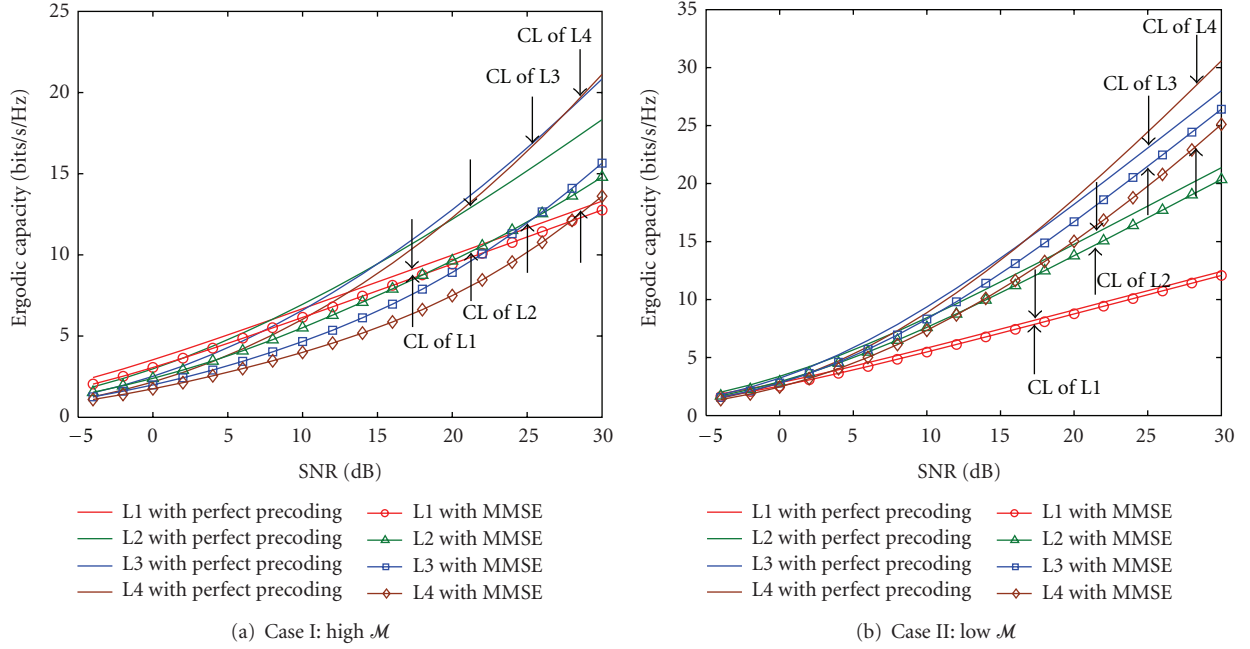 25
20
15
10
5
0
Ergodic capacity (bits/s/Hz)
−5
0
5
10
15
20
25
30
SNR (dB)
CL of L4
CL of L3
CL of L2
CL of L1
L1 with perfect precoding
L2 with perfect precoding
L3 with perfect precoding
L4 with perfect precoding
L1 with MMSE
L2 with MMSE
L3 with MMSE
L4 with MMSE
(a) Case I: high ℳ
35
30
25
20
15
10
5
0
Ergodic capacity (bits/s/Hz)
−5
0
5
10
15
20
25
30
SNR (dB)
CL of L4
CL of L3
CL of L2
CL of L1
L1 with perfect precoding
L2 with perfect precoding
L3 with perfect precoding
L4 with perfect precoding
L1 with MMSE
L2 with MMSE
L3 with MMSE
L4 with MMSE
(b) Case II: low ℳ